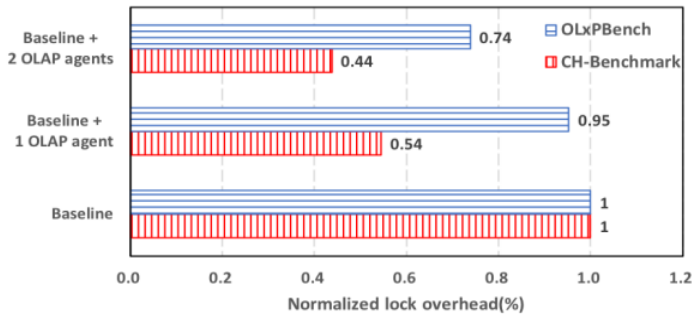 Baseline +
2 OLAP agents
0.74
0.44
OLxPBench
CH-Benchmark
Baseline +
1 OLAP agent
0.95
0.54
Baseline
1
1
0.0 0.2 0.4 0.6 0.8 1.0 1.2
Normalized lock overhead(%)